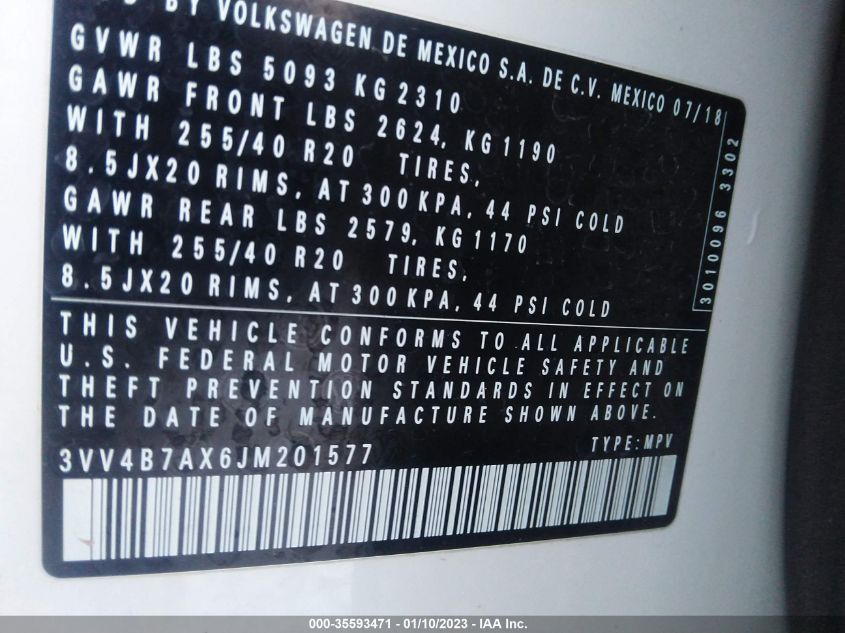 BY VOLKSWAGEN DE MEXICO S.A. DE C.V. MEXICO 07/18
GVWR LBS 5093 KG 2310
GAWR FRONT LBS 2624, KG 1190
WITH 255/40 R20 TIRES,
8.5JX20 RIMS, AT 300 KPA, 44 PSI COLD
GAWR REAR LBS 2579, KG 1170
WITH 255/40 R20 TIRES,
8.5JX20 RIMS, AT 300 KPA, 44 PSI COLD
3010096 3302
THIS VEHICLE CONFORMS TO ALL APPLICABLE
U.S. FEDERAL MOTOR VEHICLE SAFETY AND
THEFT PREVENTION STANDARDS IN EFFECT ON
THE DATE OF MANUFACTURE SHOWN ABOVE.
3VV4B7AX6JM201577 TYPE: MPV
000-35593471 - 01/10/2023 - IAA Inc.